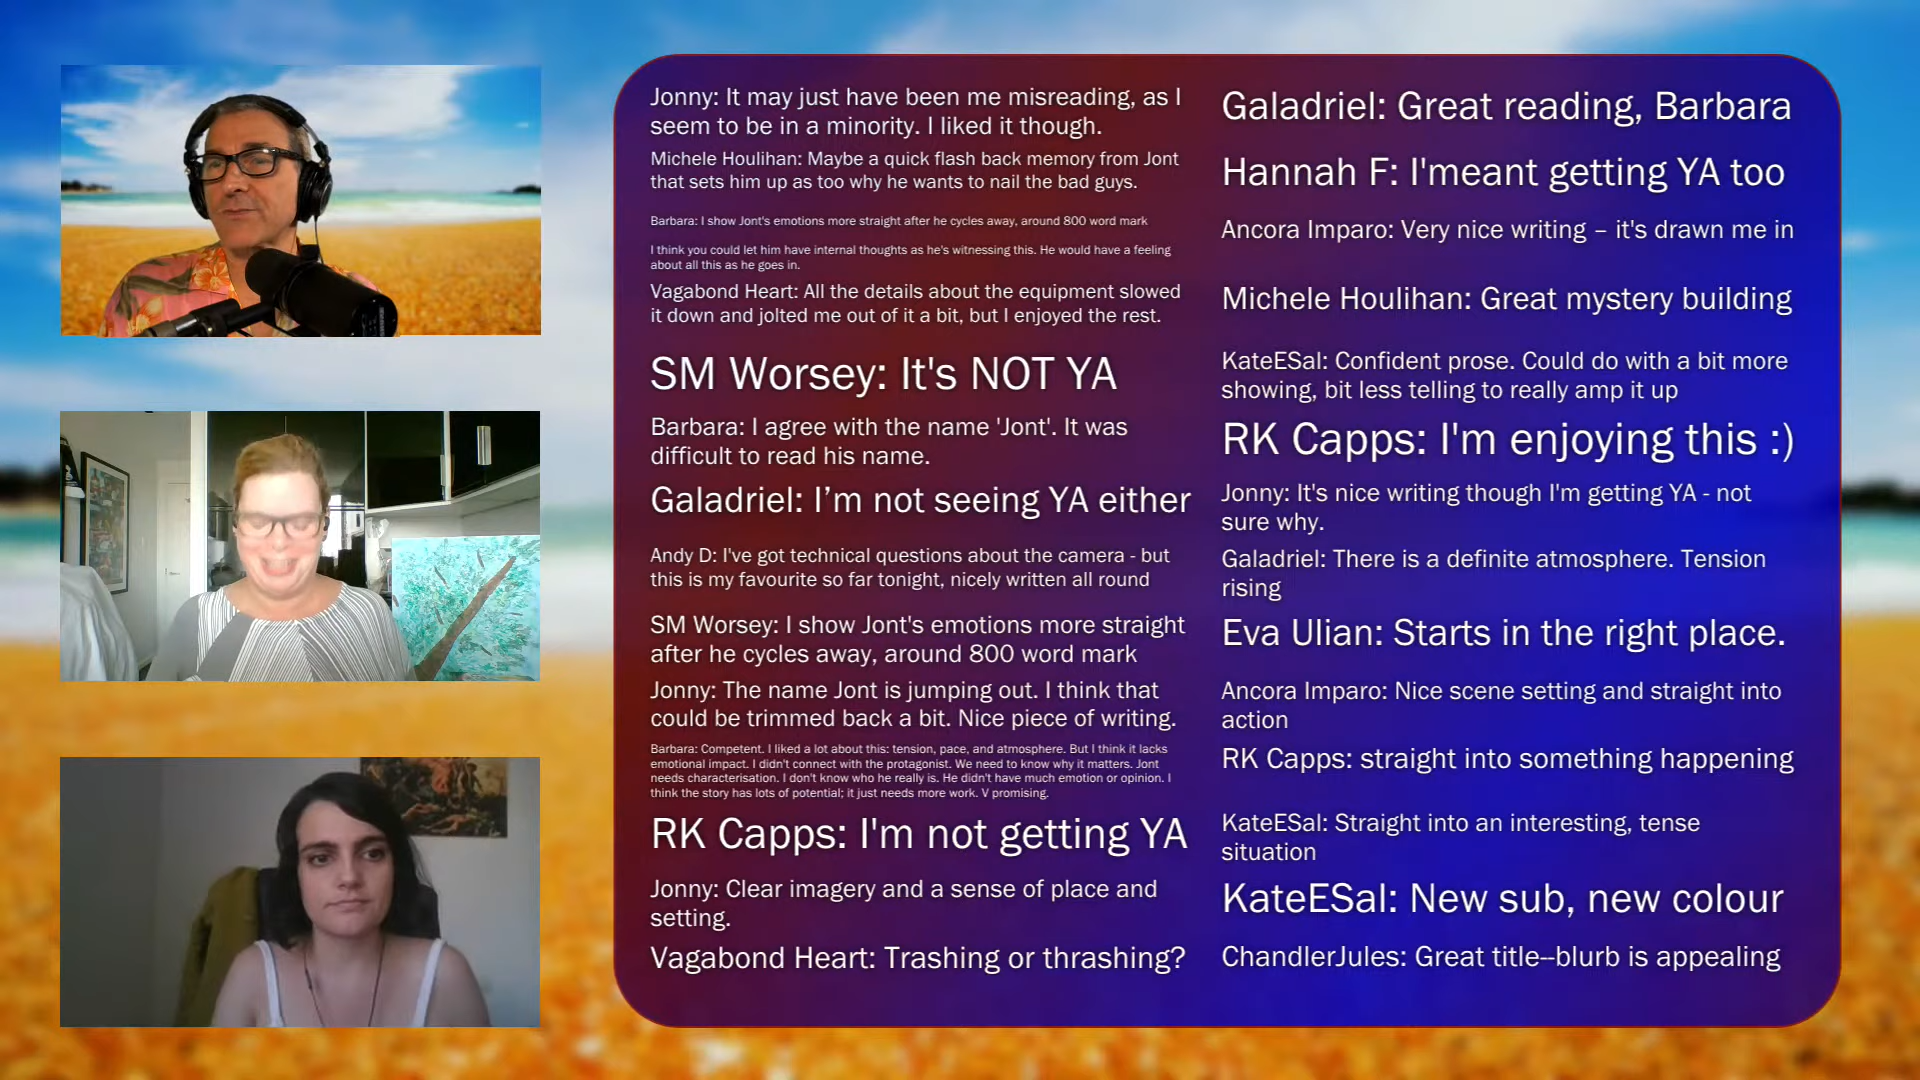 Jonny: It may just have been me misreading, as I
seem to be in a minority. I liked it though.
Michele Houlihan: Maybe a quick flash back memory from Jont
that sets him up as too why he wants to nail the bad guys.
Barbara: I show Jont's emotions more straight after he cycles away, around 800 word mark
I think you could let him have internal thoughts as he's witnessing this. He would have a feeling
about all this as he goes in.
Vagabond Heart: All the details about the equipment slowed
it down and jolted me out of it a bit, but I enjoyed the rest.
SM Worsey: It's NOT YA
Barbara: I agree with the name 'Jont'. It was
difficult to read his name.
Galadriel: I’m not seeing YA either
Andy D: I've got technical questions about the camera - but
this is my favourite so far tonight, nicely written all round
SM Worsey: I show Jont's emotions more straight
after he cycles away, around 800 word mark
Jonny: The name Jont is jumping out. I think that
could be trimmed back a bit. Nice piece of writing.
Barbara: Competent. I liked a lot about this: tension, pace, and atmosphere. But I think it lacks
emotional impact. I didn't connect with the protagonist. We need to know why it matters. Jont
needs characterisation. I don't know who he really is. He didn't have much emotion or opinion. I
think the story has lots of potential; it just needs more work. V promising.
RK Capps: I'm not getting YA
Jonny: Clear imagery and a sense of place and
setting.
Vagabond Heart: Trashing or thrashing?
Galadriel: Great reading, Barbara
Hannah F: I'meant getting YA too
Ancora Imparo: Very nice writing – it's drawn me in
Michele Houlihan: Great mystery building
KateESal: Confident prose. Could do with a bit more
showing, bit less telling to really amp it up
RK Capps: I'm enjoying this :)
Jonny: It's nice writing though I'm getting YA - not
sure why.
Galadriel: There is a definite atmosphere. Tension
rising
Eva Ulian: Starts in the right place.
Ancora Imparo: Nice scene setting and straight into
action
RK Capps: straight into something happening
KateESal: Straight into an interesting, tense
situation
KateESal: New sub, new colour
ChandlerJules: Great title--blurb is appealing